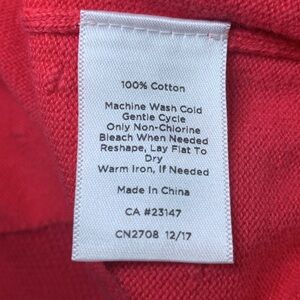 100% Cotton
Machine Wash Cold
Gentle Cycle
Only Non-Chlorine
Bleach When Needed
Reshape, Lay Flat To
Dry
Warm Iron, If Needed
Made In China
CA #23147
CN2708 12/17